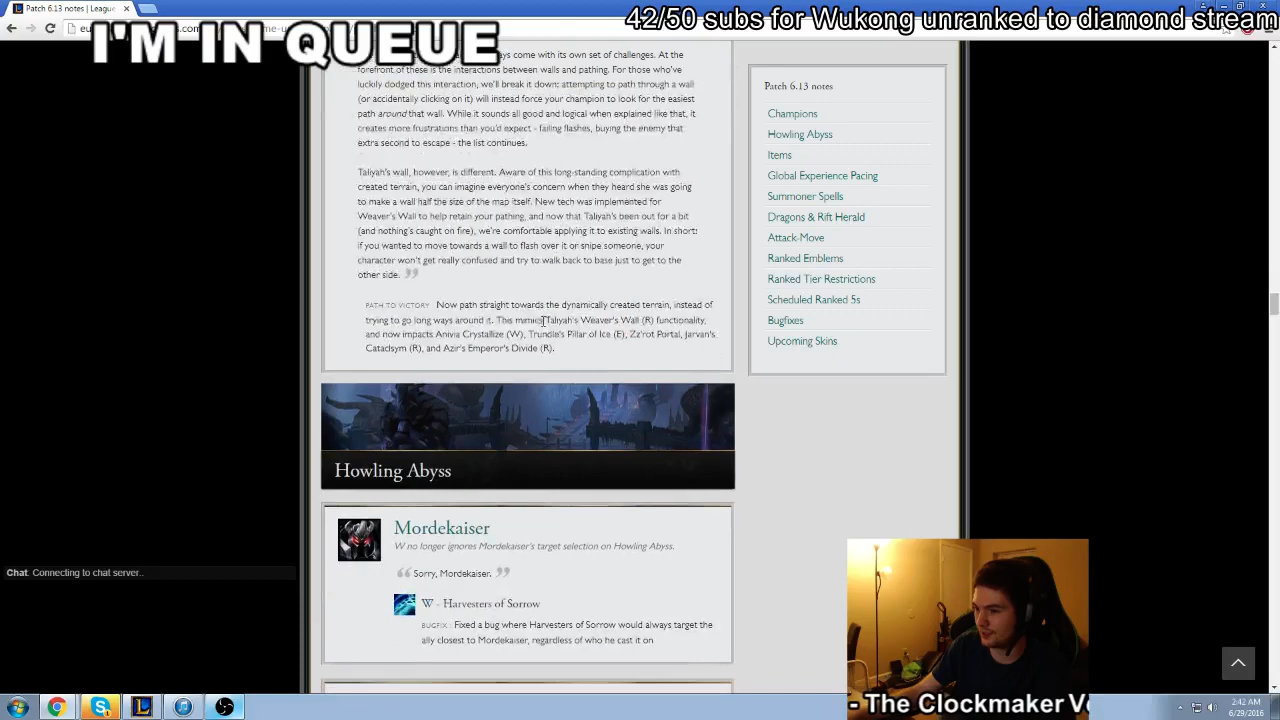 Patch 6.13 notes | League
42/50 subs for Wukong unranked to diamond stream
I'M IN QUEUE
come with its own set of challenges. At the
forefront of these is the interactions between walls and pathing. For those who've
luckily dodged this interaction, we'll break it down: attempting to path through a wall
(or accidentally clicking on it) will instead force your champion to look for the easiest
path around that wall. While it sounds all good and logical when explained like that, it
creates more frustrations than you'd expect - failing flashes, buying the enemy that
extra second to escape - the list continues.
Taliyah's wall, however, is different. Aware of this long-standing complication with
created terrain, you can imagine everyone's concern when they heard she was going
to make a wall half the size of the map itself. New tech was implemented for
Weaver's Wall to help retain your pathing, and now that Taliyah's been out for a bit
(and nothing's caught on fire), we're comfortable applying it to existing walls. In short:
if you wanted to move towards a wall to flash over it or snipe someone, your
character won't get really confused and try to walk back to base just to get to the
other side.
PATH TO VICTORY Now path straight towards the dynamically created terrain, instead of
trying to go long ways around it. This mimics Taliyah's Weaver's Wall (R) functionality,
and now impacts Anivia Crystallize (W), Trundle's Pillar of Ice (E), Zz'rot Portal, Jarvan's
Cataclsym (R), and Azir's Emperor's Divide (R).
Howling Abyss
Mordekaiser
W no longer ignores Mordekaiser's target selection on Howling Abyss.
Sorry, Mordekaiser.
W - Harvesters of Sorrow
BUGFIX : Fixed a bug where Harvesters of Sorrow would always target the
ally closest to Mordekaiser, regardless of who he cast it on
Patch 6.13 notes
Champions
Howling Abyss
Items
Global Experience Pacing
Summoner Spells
Dragons & Rift Herald
Attack-Move
Ranked Emblems
Ranked Tier Restrictions
Scheduled Ranked 5s
Bugfixes
Upcoming Skins
Chat: Connecting to chat server..
- The Clockmaker
2:42 AM
6/29/2016